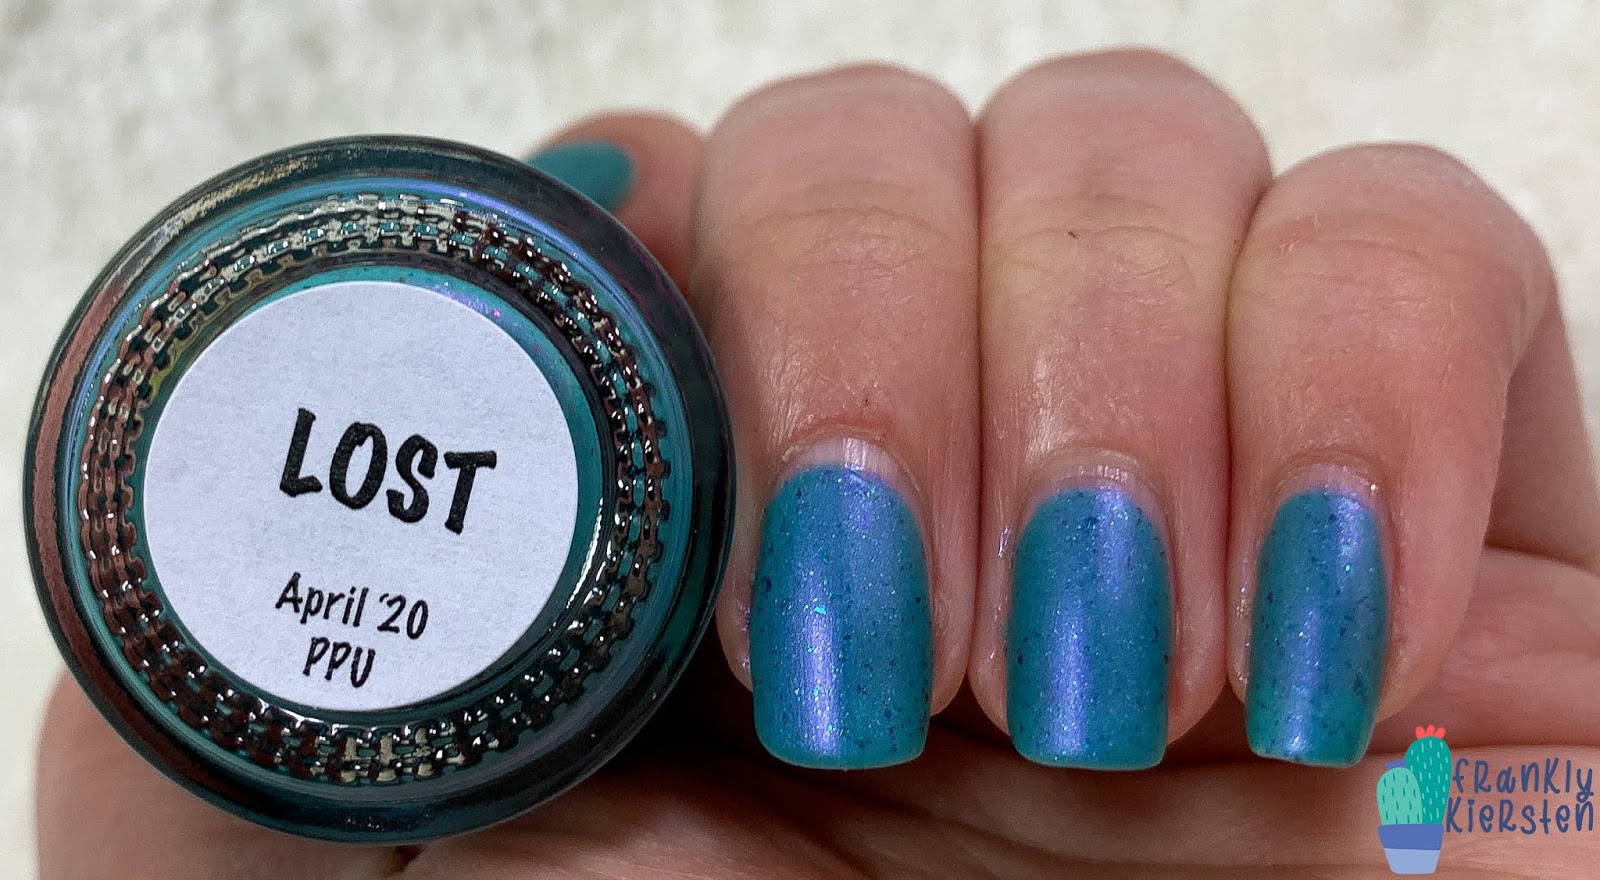 LOST
April '20
PPU
frankly
kiersten